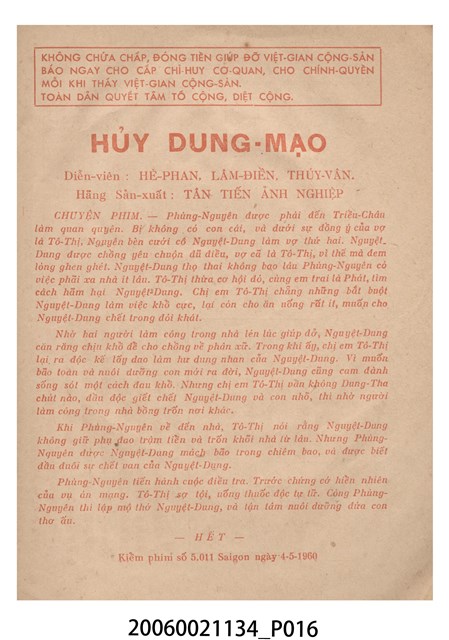 KHÔNG CHỨA CHẤP, ĐÓNG TIỀN GIÚP ĐỠ VIỆT-GIAN CỘNG-SẢN
BÁO NGAY CHO CẤP CHỈ-HUY CƠ-QUAN, CHO CHÍNH-QUYỀN
MỖI KHI THẤY VIỆT-GIAN CỘNG-SẢN.
TOÀN DÂN QUYẾT TÂM TỐ CỘNG, DIỆT CỘNG.
HỦY DUNG-MẠO
Diễn-viên : HÊ-PHAN, LÂM-ĐIỀN, THÚY-VÂN.
Hãng Sản-xuất : TÂN TIẾN ẢNH NGHIỆP
CHUYỆN PHIM. — Phùng-Nguyên được phái đến Triều-Châu
làm quan quyền. Bị không có con cái, và dưới sự đồng ý của vợ
là Tô-Thị, Nguyên bèn cưới cô Nguyệt-Dung làm vợ thứ hai. Nguyệt-
Dung được chồng yêu chuộn đủ điều, vợ cả là Tô-Thị, vì thế mà đem
lòng ghen ghét. Nguyệt-Dung thọ thai không bao lâu Phùng-Nguyên có
việc phải xa nhà ít lâu. Tô-Thị thừa cơ hội đó, cùng em trai là Phát, tìm
cách hãm hại Nguyệt-Dung. Chị em Tô-Thị chẳng những bắt buột
Nguyệt-Dung làm việc khổ cực, lại còn cho ăn uống rất ít, muốn cho
Nguyệt-Dung chết trong đói khát.
Nhờ hai người làm công trong nhà lén lúc giúp đở, Nguyệt-Dung
cắn răng chịu khổ để cho chồng về phân xử. Trong khi ấy, chị em Tô-Thị
lại ra độc kế lấy dao làm hư dung nhan của Nguyệt-Dung. Vì muốn
bão toàn và nuôi dưỡng con mới ra đời, Nguyệt-Dung cũng cam đành
sống sót một cách đau khổ. Nhưng chị em Tô-Thị vẫn không Dung-Tha
chút nào, đầu độc giết chết Nguyệt-Dung và con nhỏ, thì nhờ người
làm công trong nhà bồng trốn nơi khác.
Khi Phùng-Nguyên về đến nhà, Tô-Thị nói rằng Nguyệt-Dung
không giữ phụ đạo trộm tiền và trốn khỏi nhà từ lâu. Nhưng Phùng-
Nguyên được Nguyệt-Dung mách bão trong chiêm bao, và được biết
đầu đuôi sự chết van của Nguyệt-Dung.
Phùng-Nguyên tiến hành cuộc điều tra. Trước chứng cớ hiển nhiên
của vụ án mạng. Tô-Thị sợ tội, uống thuốc độc tự tử. Còng Phùng-
Nguyên thì lập mộ thờ Nguyệt-Dung, và tận tâm nuôi dưỡng đứa con
thơ ấu.
— HẾT —
Kiểm phim số 5.011 Saigon ngày 4-5-1960
20060021134_P016